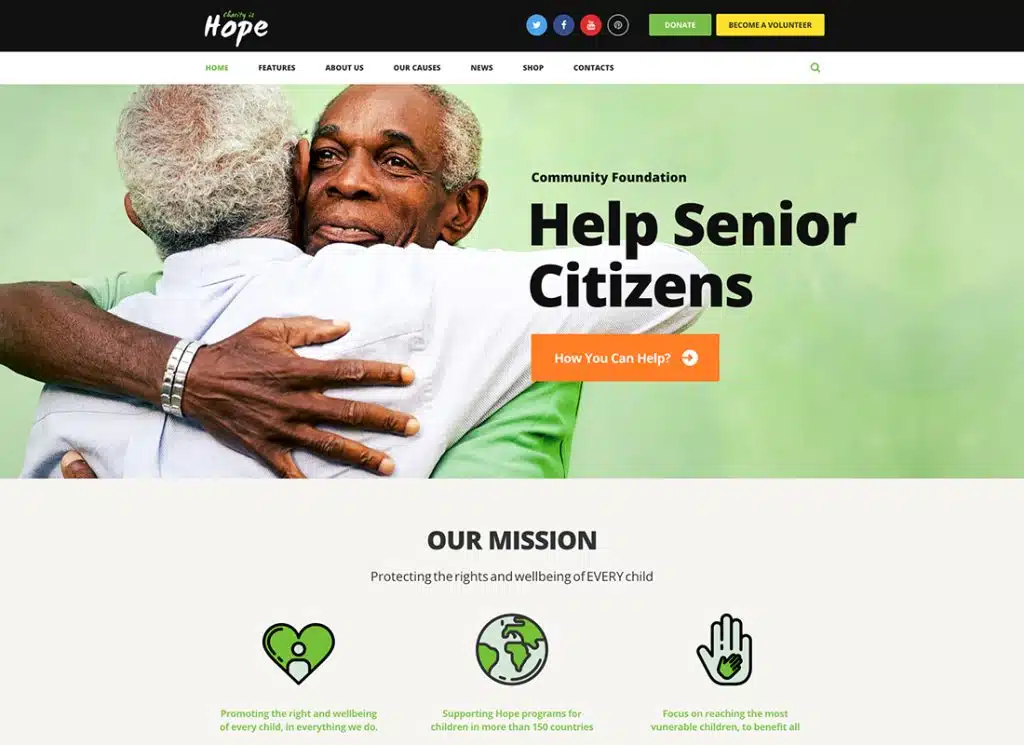 Charity is
Hope
DONATE
BECOME A VOLUNTEER
HOME
FEATURES
ABOUT US
OUR CAUSES
NEWS
SHOP
CONTACTS
Community Foundation
Help Senior
Citizens
How You Can Help?
OUR MISSION
Protecting the rights and wellbeing of EVERY child
Promoting the right and wellbeing
of every child, in everything we do.
Supporting Hope programs for
children in more than 150 countries
Focus on reaching the most
vunerable children, to benefit all